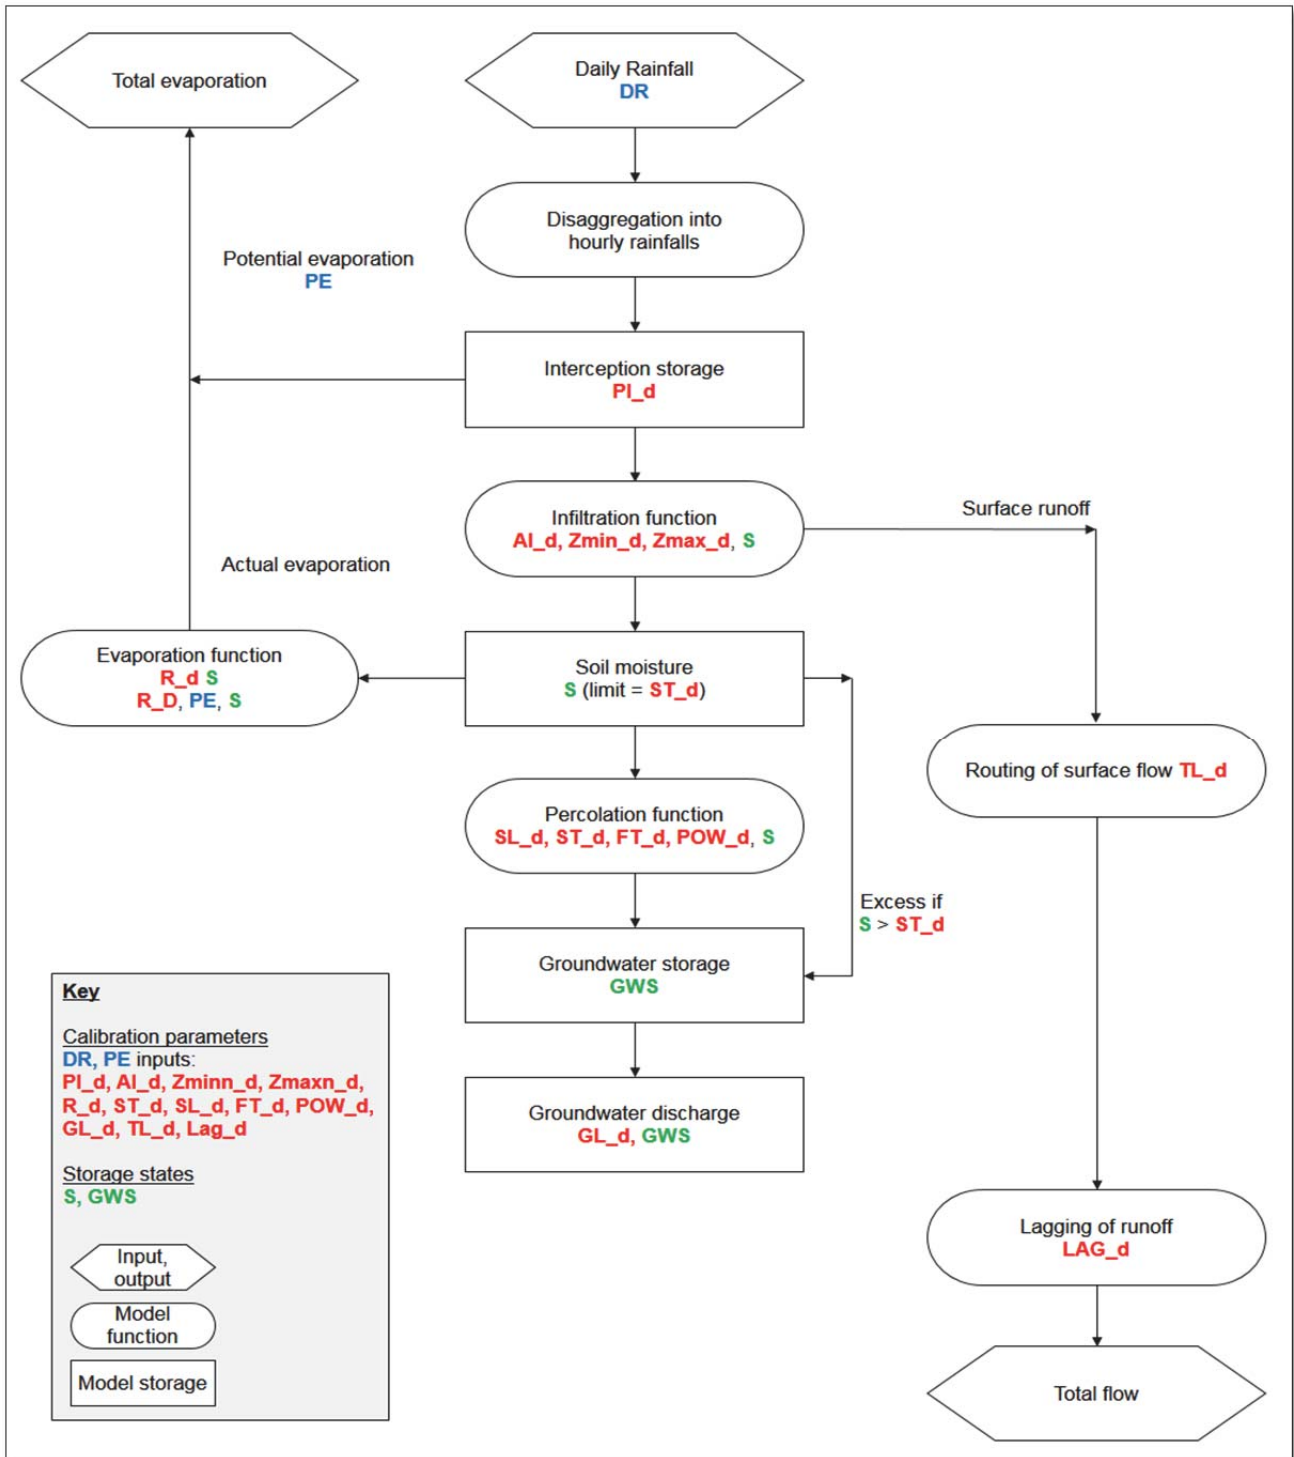 Total evaporation
Daily Rainfall
DR
Disaggregation into
hourly rainfalls
Potential evaporation
PE
Interception storage
PI_d
Infiltration function
AI_d, Zmin_d, Zmax_d, S
Surface runoff
Actual evaporation
Evaporation function
R_d S
R_D, PE, S
Soil moisture
S (limit = ST_d)
Routing of surface flow TL_d
Percolation function
SL_d, ST_d, FT_d, POW_d, S
Excess if
S > ST_d
Groundwater storage
GWS
Groundwater discharge
GL_d, GWS
Lagging of runoff
LAG_d
Total flow
Key
Calibration parameters
DR, PE inputs:
PI_d, AI_d, Zminn_d, Zmaxn_d,
R_d, ST_d, SL_d, FT_d, POW_d,
GL_d, TL_d, Lag_d
Storage states
S, GWS
Input,
output
Model
function
Model storage